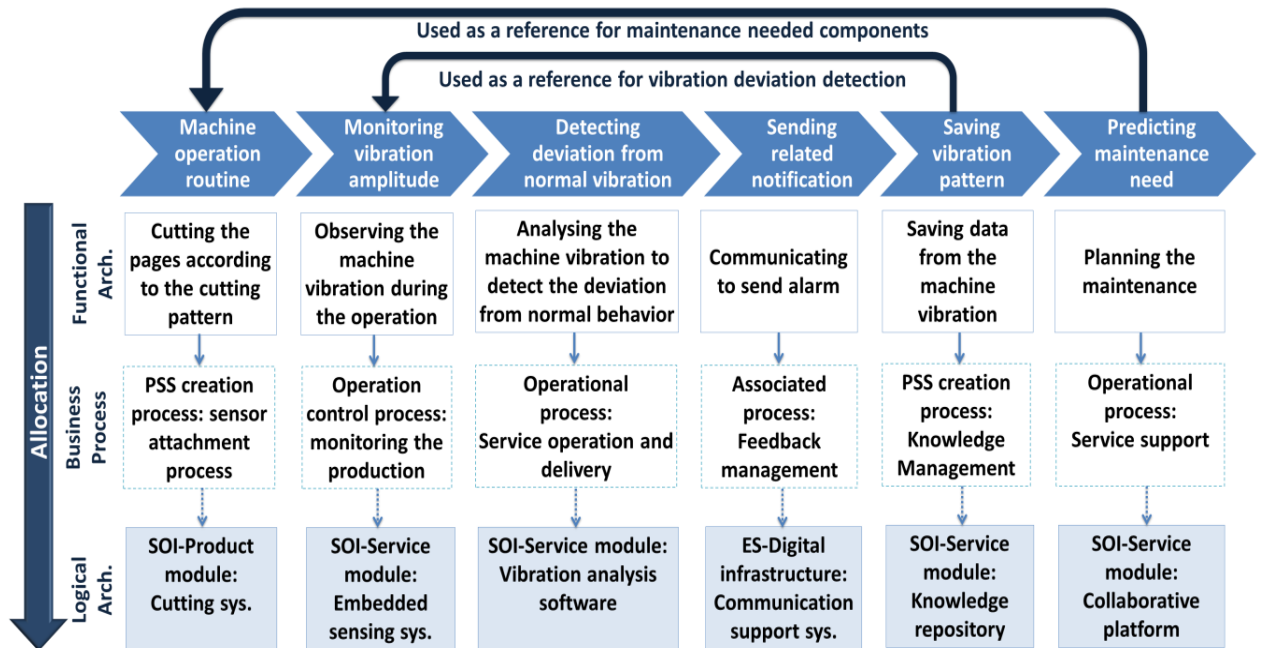 Used as a reference for maintenance needed components
Used as a reference for vibration deviation detection
Machine
operation
routine
Monitoring
vibration
amplitude
Detecting
deviation from
normal vibration
Sending
related
notification
Saving
vibration
pattern
Predicting
maintenance
need
Allocation
Functional
Arch.
Cutting the
pages according
to the cutting
pattern
Observing the
machine
vibration during
the operation
Analysing the
machine vibration to
detect the deviation
from normal behavior
Communicating
to send alarm
Saving data
from the
machine
vibration
Planning the
maintenance
Business
Process
PSS creation
process: sensor
attachment
process
Operation
control process:
monitoring the
production
Operational
process:
Service operation and
delivery
Associated
process:
Feedback
management
PSS creation
process:
Knowledge
Management
Operational
process:
Service support
Logical
Arch.
SOI-Product
module:
Cutting sys.
SOI-Service
module:
Embedded
sensing sys.
SOI-Service module:
Vibration analysis
software
ES-Digital
infrastructure:
Communication
support sys.
SOI-Service
module:
Knowledge
repository
SOI-Service
module:
Collaborative
platform